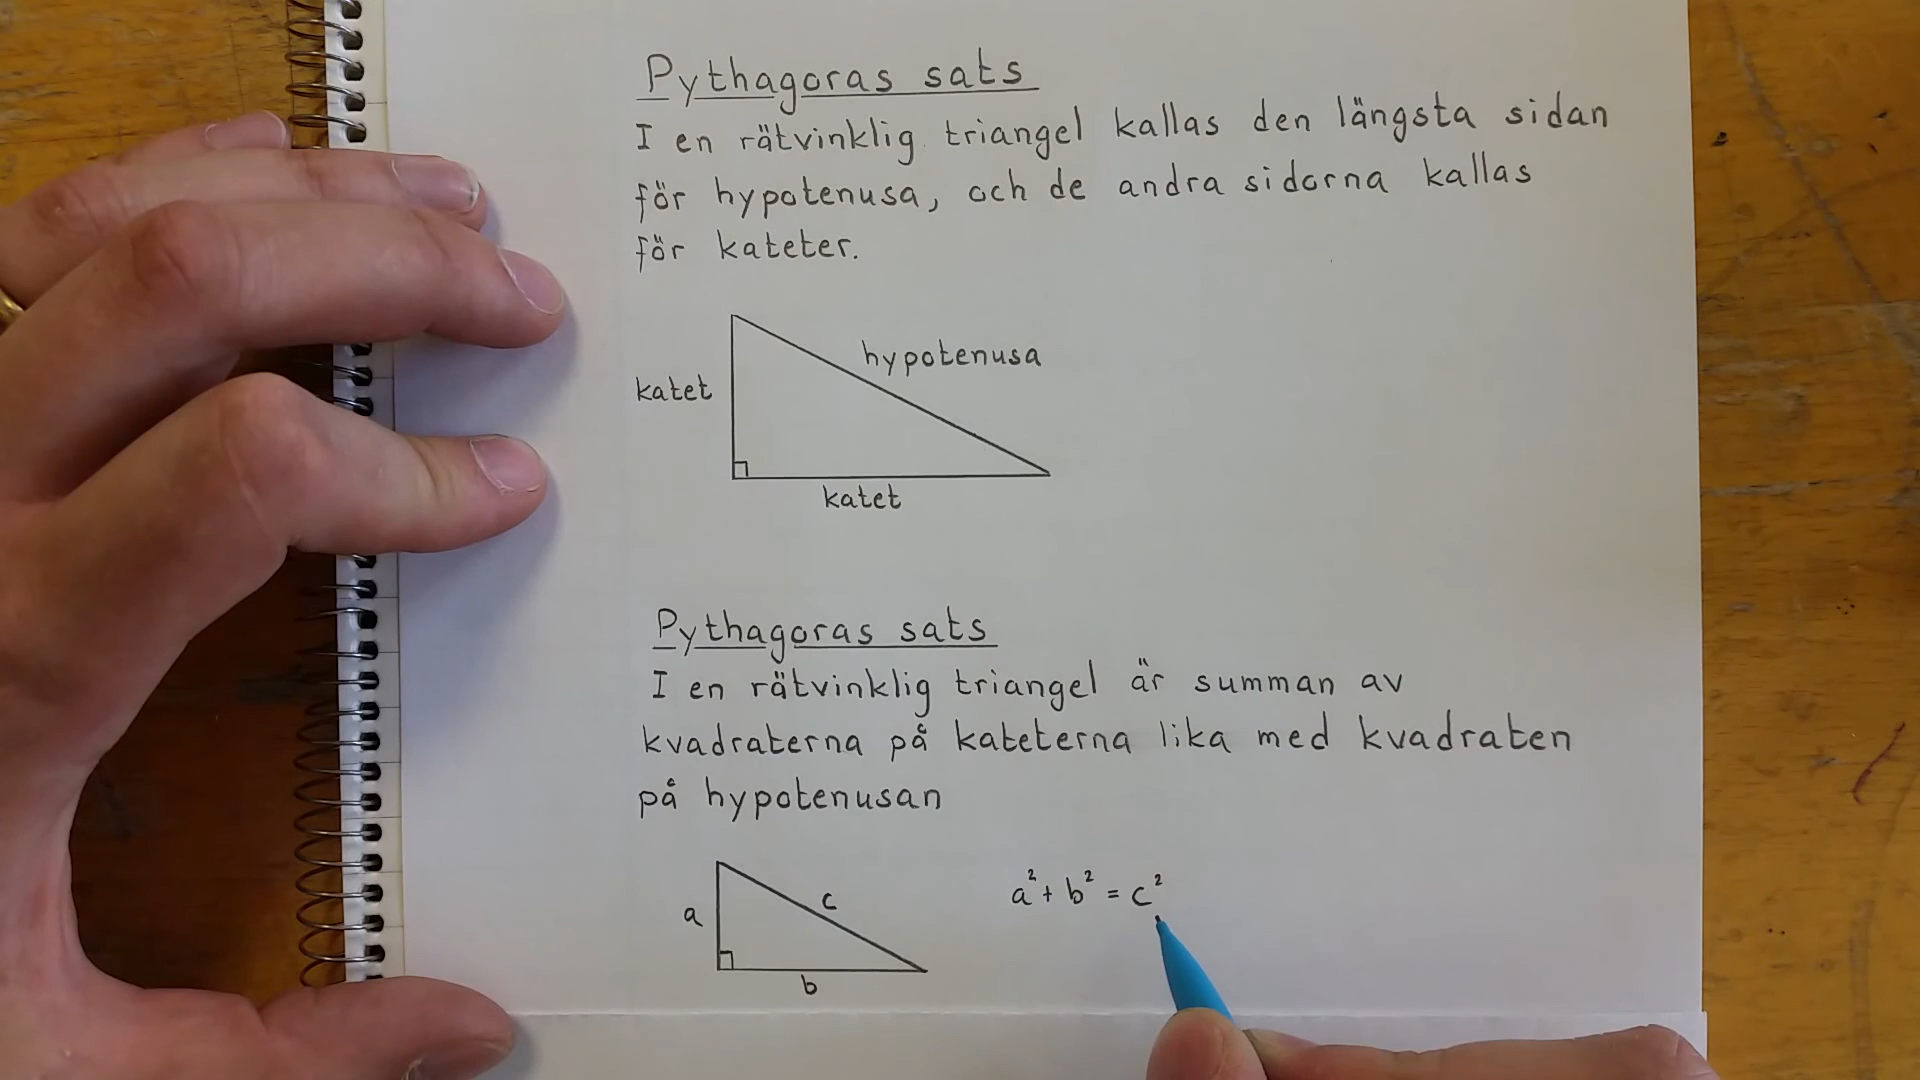 Pythagoras sats
I en rätvinklig triangel kallas den längsta sidan
för hypotenusa, och de andra sidorna kallas
för kateter.
hypotenusa
katet
katet
Pythagoras sats
I en rätvinklig triangel är summan av
kvadraterna på kateterna lika med kvadraten
på hypotenusan
a² + b² = c²
c
a
b